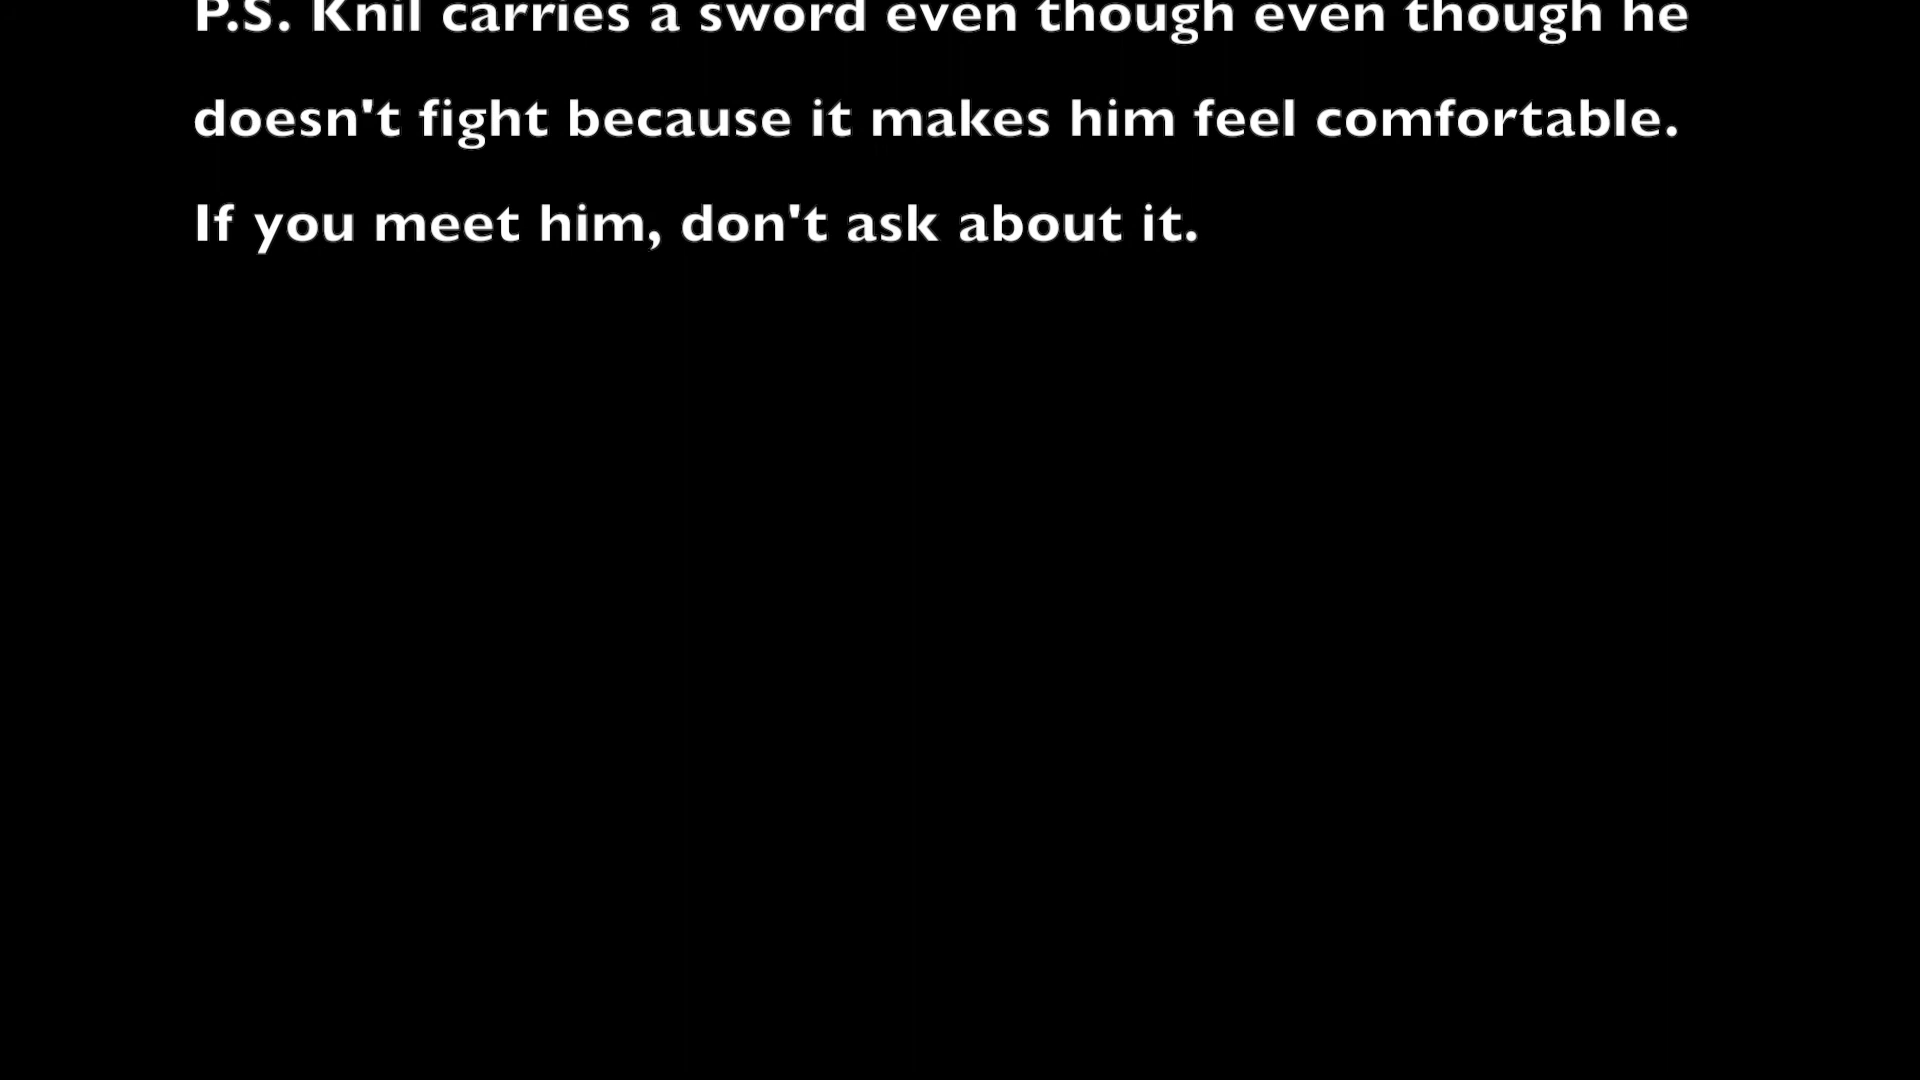 P.S. Knil carries a sword even though even though he
doesn't fight because it makes him feel comfortable.
If you meet him, don't ask about it.